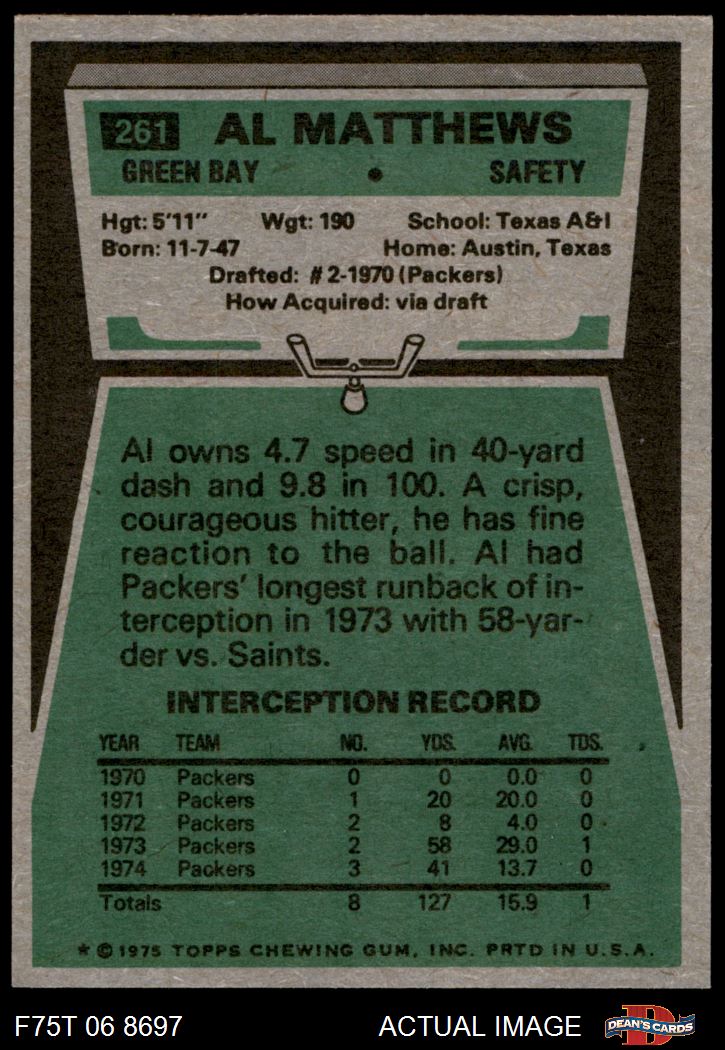 261 AL MATTHEWS
GREEN BAY • SAFETY
Hgt: 5'11" Wgt: 190 School: Texas A&I
Born: 11-7-47 Home: Austin, Texas
Drafted: #2-1970 (Packers)
How Acquired: via draft
Al owns 4.7 speed in 40-yard
dash and 9.8 in 100. A crisp,
courageous hitter, he has fine
reaction to the ball. Al had
Packers' longest runback of in-
terception in 1973 with 58-yar-
der vs. Saints.
INTERCEPTION RECORD
YEAR TEAM NO. YDS. AVG. TDS.
1970 Packers 0 0 0.0 0
1971 Packers 1 20 20.0 0
1972 Packers 2 8 4.0 0
1973 Packers 2 58 29.0 1
1974 Packers 3 41 13.7 0
Totals 8 127 15.9 1
* © 1975 TOPPS CHEWING GUM, INC. PRTD IN U.S.A.
F75T 06 8697 ACTUAL IMAGE DEAN'S CARDS